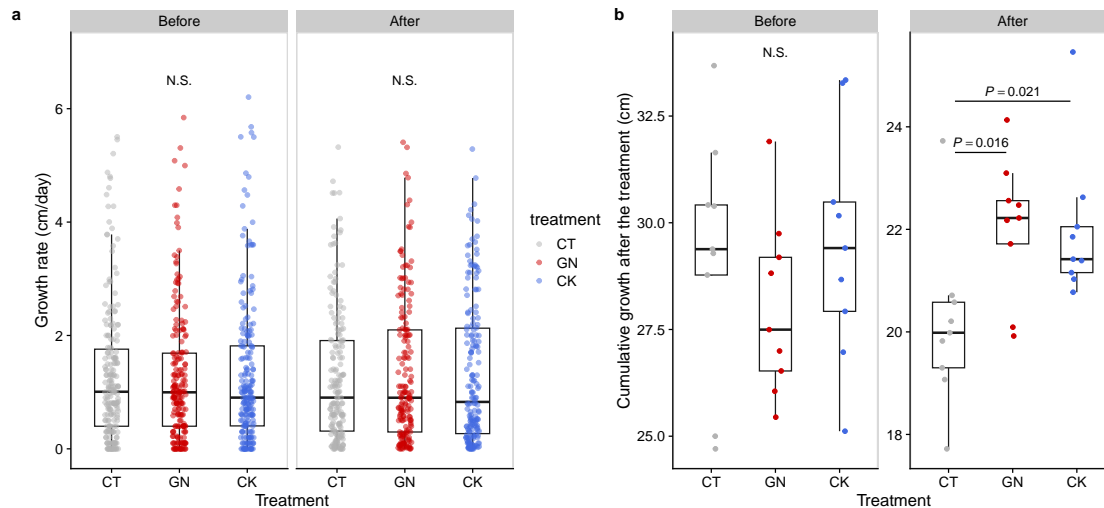 a
Before
After
Growth rate (cm/day)
6
4
2
0
N.S.
N.S.
CT
GN
CK
CT
GN
CK
Treatment
treatment
CT
GN
CK
b
Before
After
Cumulative growth after the treatment (cm)
32.5
30.0
27.5
25.0
N.S.
24
22
20
18
P = 0.021
P = 0.016
CT
GN
CK
CT
GN
CK
Treatment